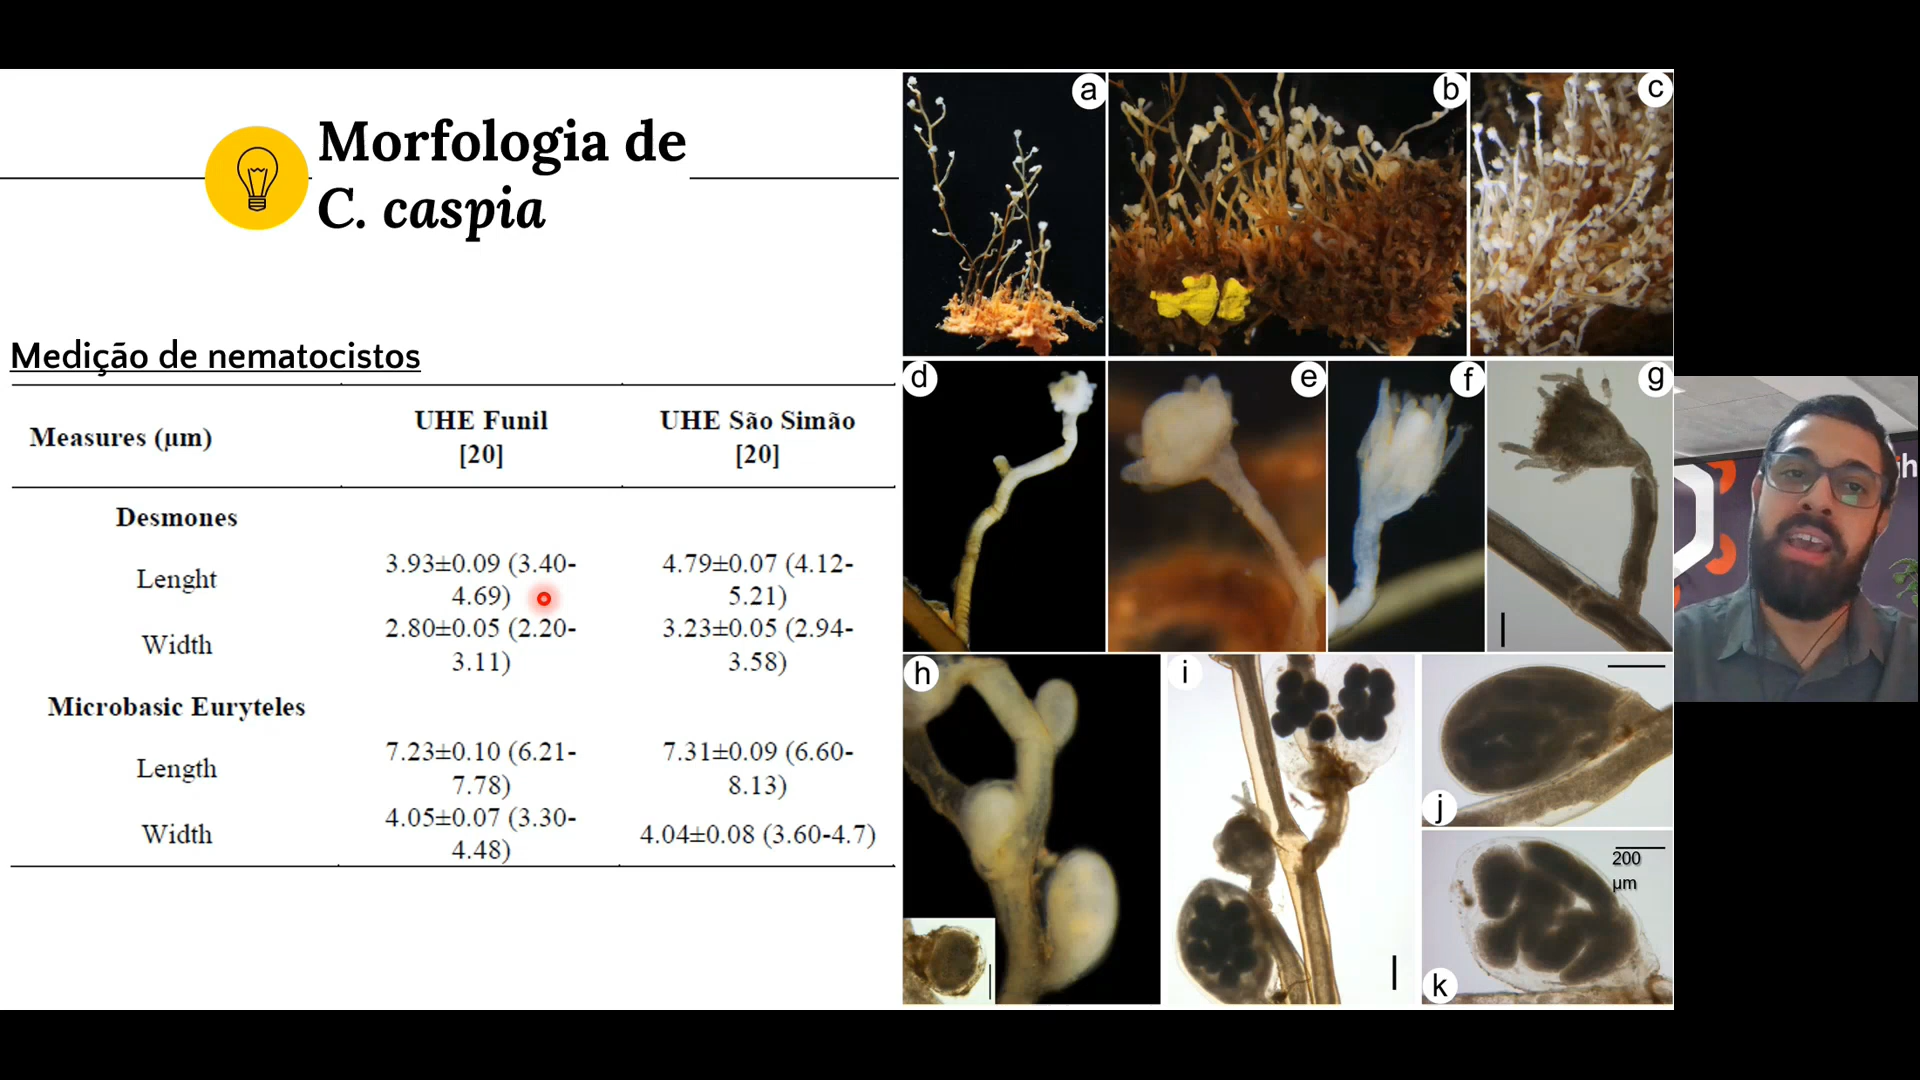 Morfologia de
C. caspia
Medição de nematocistos
Measures (µm)
UHE Funil
[20]
UHE São Simão
[20]
Desmones
Lenght
3.93±0.09 (3.40-
4.69)
4.79±0.07 (4.12-
5.21)
Width
2.80±0.05 (2.20-
3.11)
3.23±0.05 (2.94-
3.58)
Microbasic Euryteles
Length
7.23±0.10 (6.21-
7.78)
7.31±0.09 (6.60-
8.13)
Width
4.05±0.07 (3.30-
4.48)
4.04±0.08 (3.60-4.7)
a
b
c
d
e
f
g
h
i
j
200
µm
k